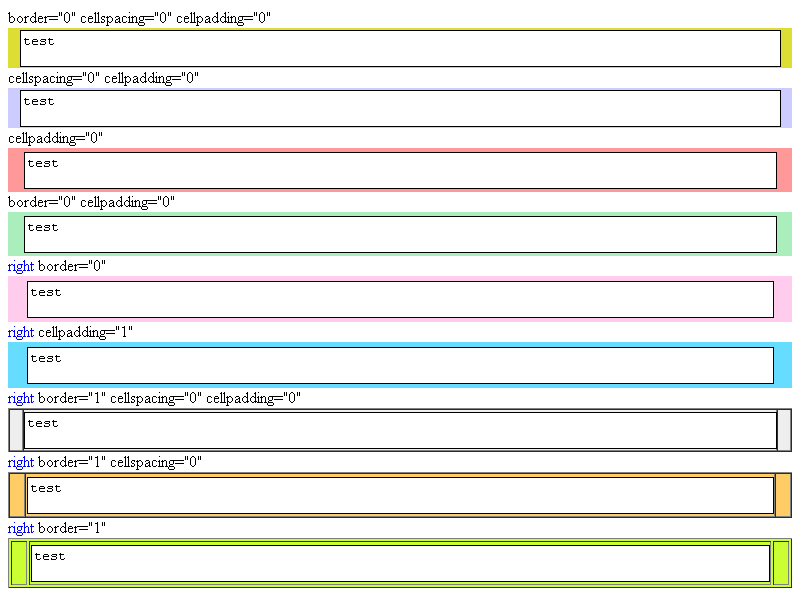 border="0" cellspacing="0" cellpadding="0"
test
cellspacing="0" cellpadding="0"
test
cellpadding="0"
test
border="0" cellpadding="0"
test
right border="0"
test
right cellpadding="1"
test
right border="1" cellspacing="0" cellpadding="0"
test
right border="1" cellspacing="0"
test
right border="1"
test